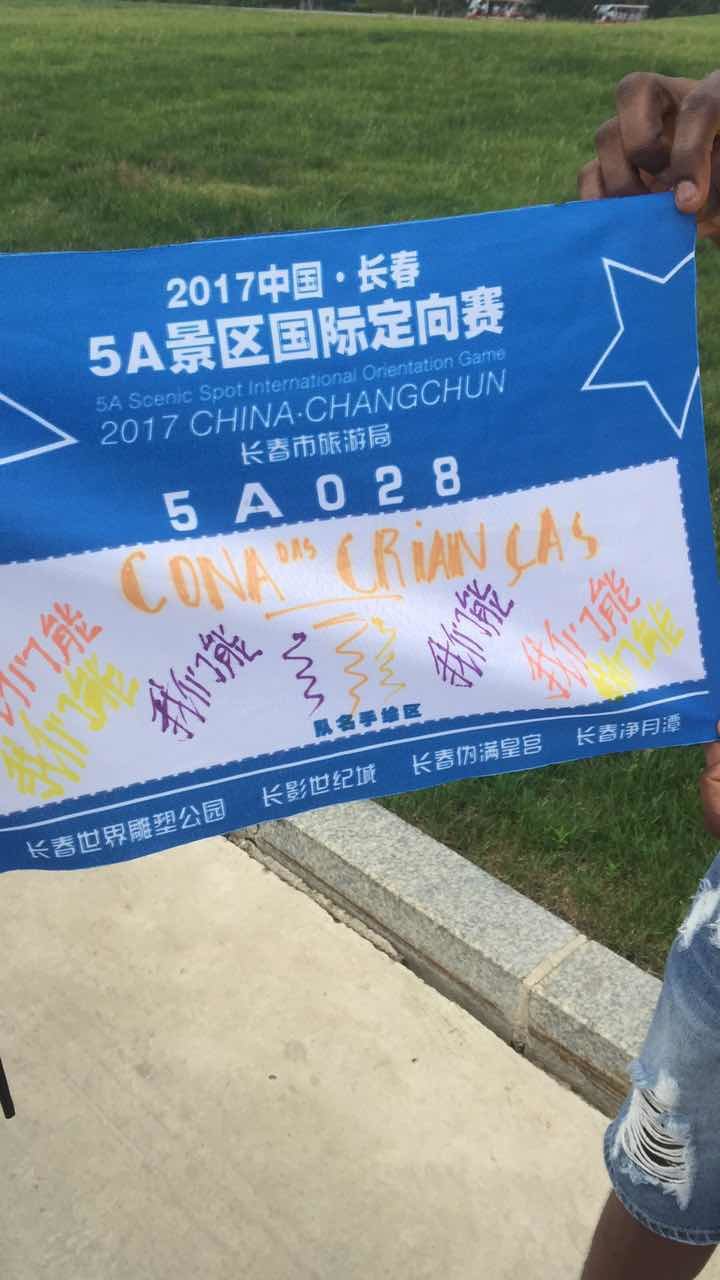 2017中国·长春
5A景区国际定向赛
5A Scenic Spot International Orientation Game
2017 CHINA·CHANGCHUN
长春市旅游局
5A028
CONA DAS CRIANÇAS
我们能 我们能 我们能 我们能
我们能 我们能
队名手绘区
长春世界雕塑公园 长影世纪城 长春伪满皇宫 长春净月潭